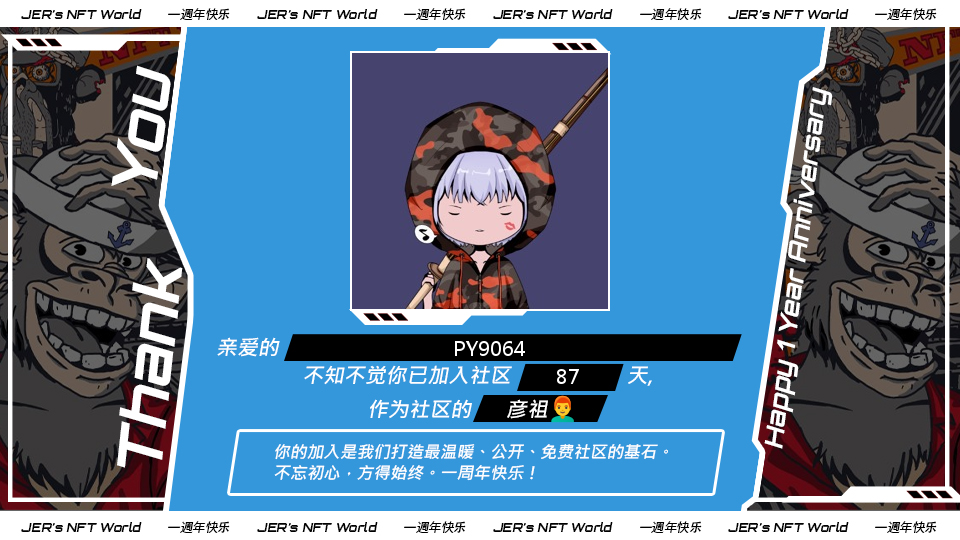 JER's NFT World 一週年快乐 JER's NFT World 一週年快乐 JER's NFT World 一週年快乐 JER's NFT World 一週年快乐
Thank You
Happy 1 Year Anniversary
亲爱的 PY9064
不知不觉你已加入社区 87 天,
作为社区的 彦祖👨‍🦰
你的加入是我们打造最温暖、公开、免费社区的基石。
不忘初心，方得始终。一周年快乐！
JER's NFT World 一週年快乐 JER's NFT World 一週年快乐 JER's NFT World 一週年快乐 JER's NFT World 一週年快乐